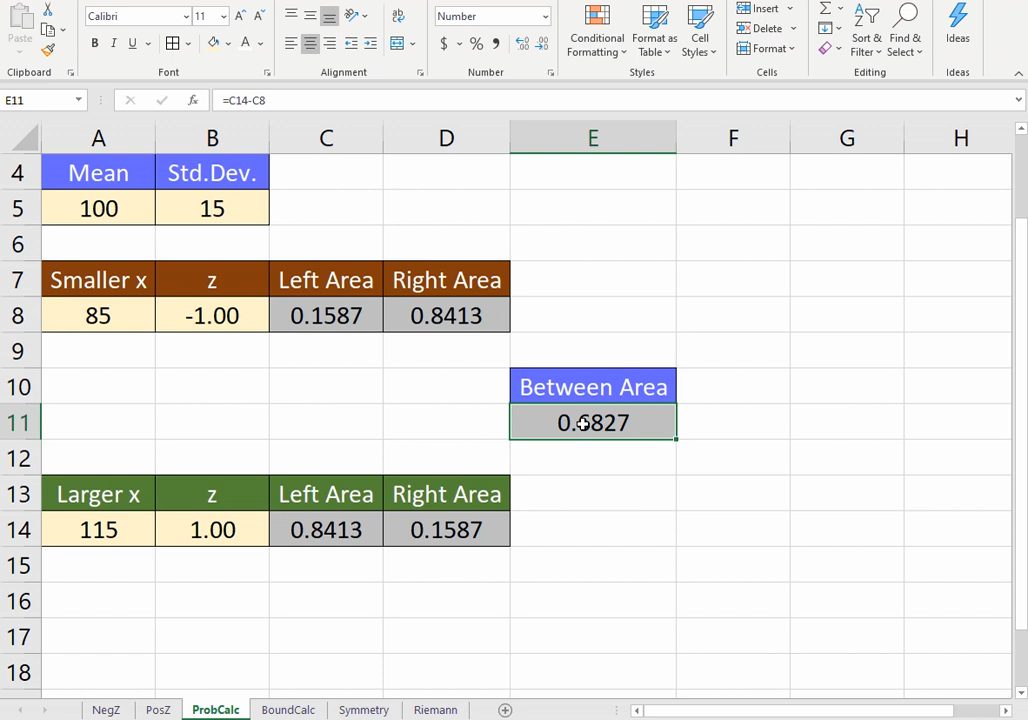 Calibri 11 A A Number Insert
Paste B I U A $ % , Conditional Formatting Format as Table Cell Styles Delete Format Sort & Filter Find & Select Ideas
Clipboard Font Alignment Number Styles Cells Editing Ideas
E11 fx =C14-C8
A B C D E F G H
4 Mean Std.Dev.
5 100 15
6
7 Smaller x z Left Area Right Area
8 85 -1.00 0.1587 0.8413
9
10 Between Area
11 0.6827
12
13 Larger x z Left Area Right Area
14 115 1.00 0.8413 0.1587
15
16
17
18
NegZ PosZ ProbCalc BoundCalc Symmetry Riemann